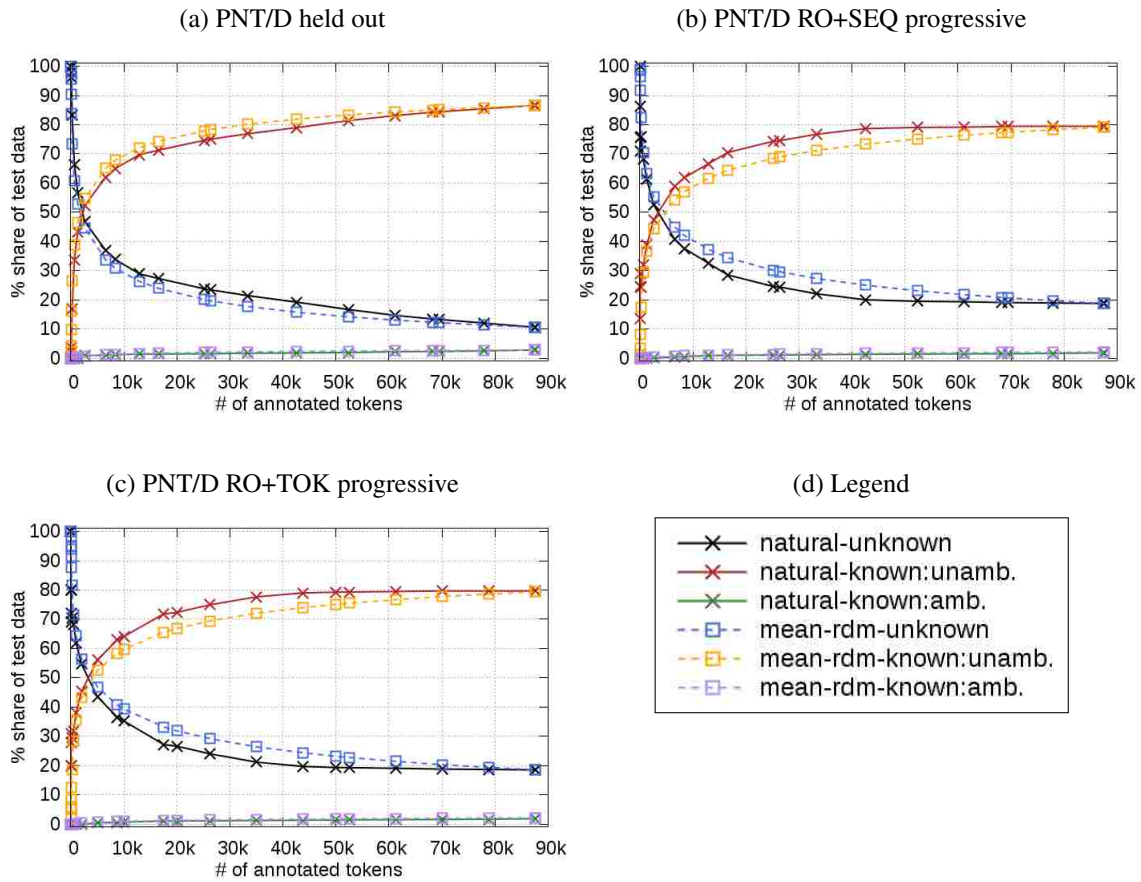 (a) PNT/D held out
% share of test data
100
90
80
70
60
50
40
30
20
10
0
0 10k 20k 30k 40k 50k 60k 70k 80k 90k
# of annotated tokens
(b) PNT/D RO+SEQ progressive
% share of test data
100
90
80
70
60
50
40
30
20
10
0
0 10k 20k 30k 40k 50k 60k 70k 80k 90k
# of annotated tokens
(c) PNT/D RO+TOK progressive
% share of test data
100
90
80
70
60
50
40
30
20
10
0
0 10k 20k 30k 40k 50k 60k 70k 80k 90k
# of annotated tokens
(d) Legend
natural-unknown
natural-known:unamb.
natural-known:amb.
mean-rdm-unknown
mean-rdm-known:unamb.
mean-rdm-known:amb.